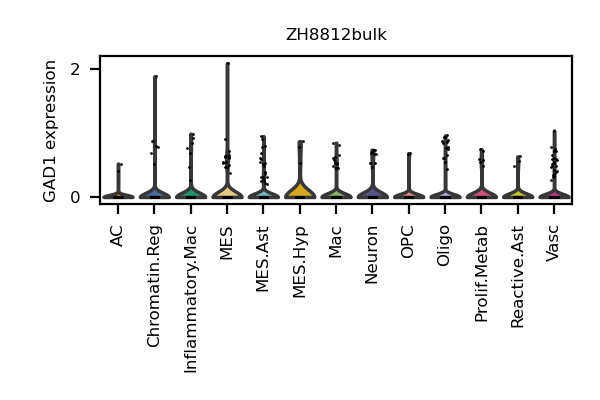 ZH8812bulk
GAD1 expression
2
0
AC
Chromatin.Reg
Inflammatory.Mac
MES
MES.Ast
MES.Hyp
Mac
Neuron
OPC
Oligo
Prolif.Metab
Reactive.Ast
Vasc